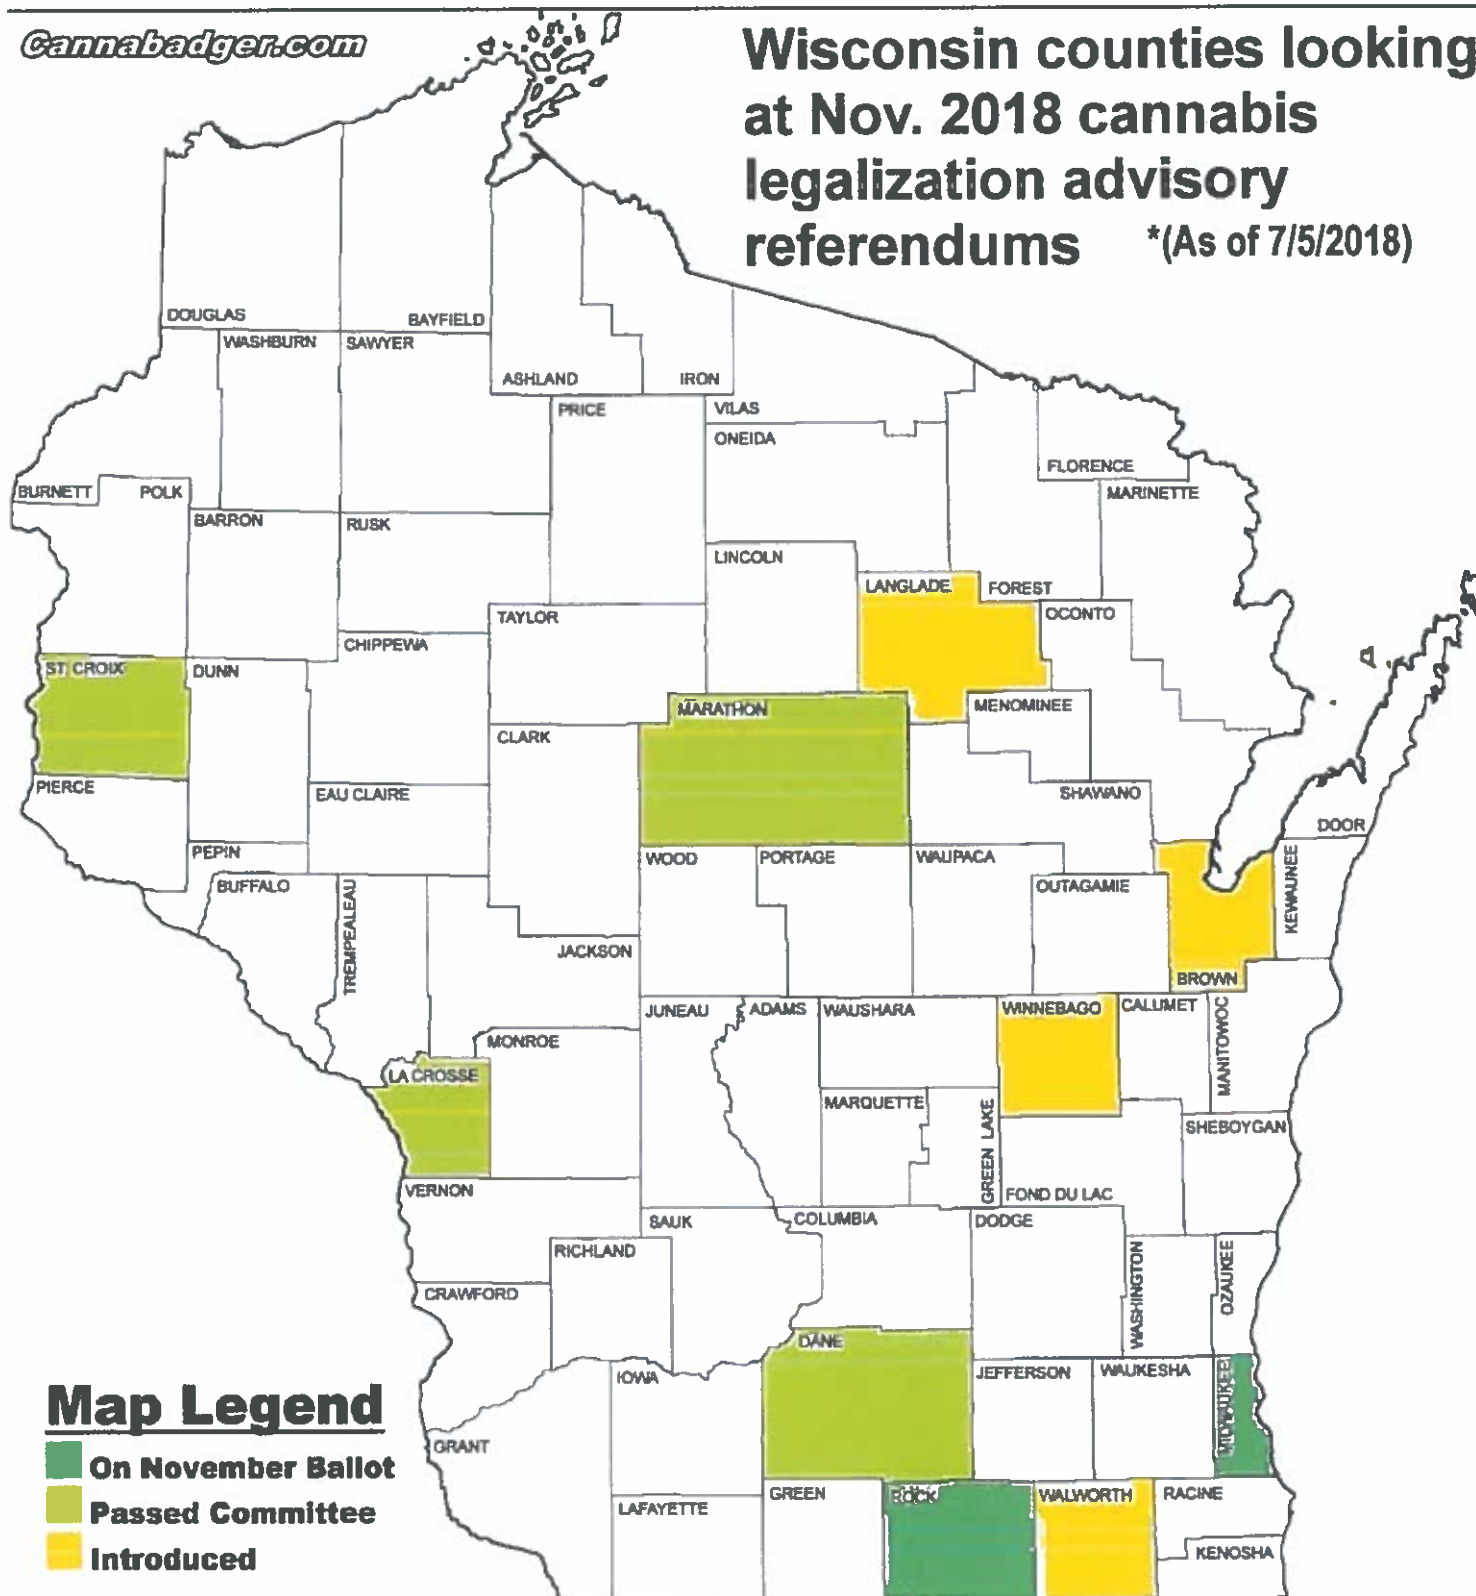 Cannabadger.com
Wisconsin counties looking
at Nov. 2018 cannabis
legalization advisory
referendums *(As of 7/5/2018)
DOUGLAS
BAYFIELD
WASHBURN
SAWYER
ASHLAND
IRON
PRICE
VILAS
ONEIDA
FLORENCE
MARINETTE
BURNETT
POLK
BARRON
RUSK
LINCOLN
LANGLADE
FOREST
OCONTO
TAYLOR
CHIPPEWA
ST CROIX
DUNN
MARATHON
MENOMINEE
CLARK
PIERCE
EAU CLAIRE
SHAWANO
DOOR
PEPIN
WOOD
PORTAGE
WAUPACA
KEWAUNEE
BUFFALO
OUTAGAMIE
TREMPEALEAU
JACKSON
BROWN
JUNEAU
ADAMS
WAUSHARA
WINNEBAGO
CALUMET
MANITOWOC
MONROE
LA CROSSE
MARQUETTE
GREEN LAKE
SHEBOYGAN
VERNON
FOND DU LAC
SAUK
COLUMBIA
DODGE
RICHLAND
WASHINGTON
OZAUKEE
CRAWFORD
DANE
IOWA
JEFFERSON
WAUKESHA
MILWAUKEE
GRANT
GREEN
ROCK
WALWORTH
RACINE
LAFAYETTE
KENOSHA
Map Legend
On November Ballot
Passed Committee
Introduced